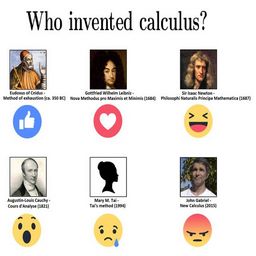 Who invented calculus?
Eudoxus of Cnidus -
Method of exhaustion (ca. 350 BC)
Gottfried Wilhelm Leibniz -
Nova Methodus pro Maximis et Minimis (1684)
Sir Isaac Newton -
Philosophi Naturalis Principia Mathematica (1687)
Augustin-Louis Cauchy -
Cours d'Analyse (1821)
Mary M. Tai -
Tai's method (1994)
John Gabriel -
New Calculus (2015)